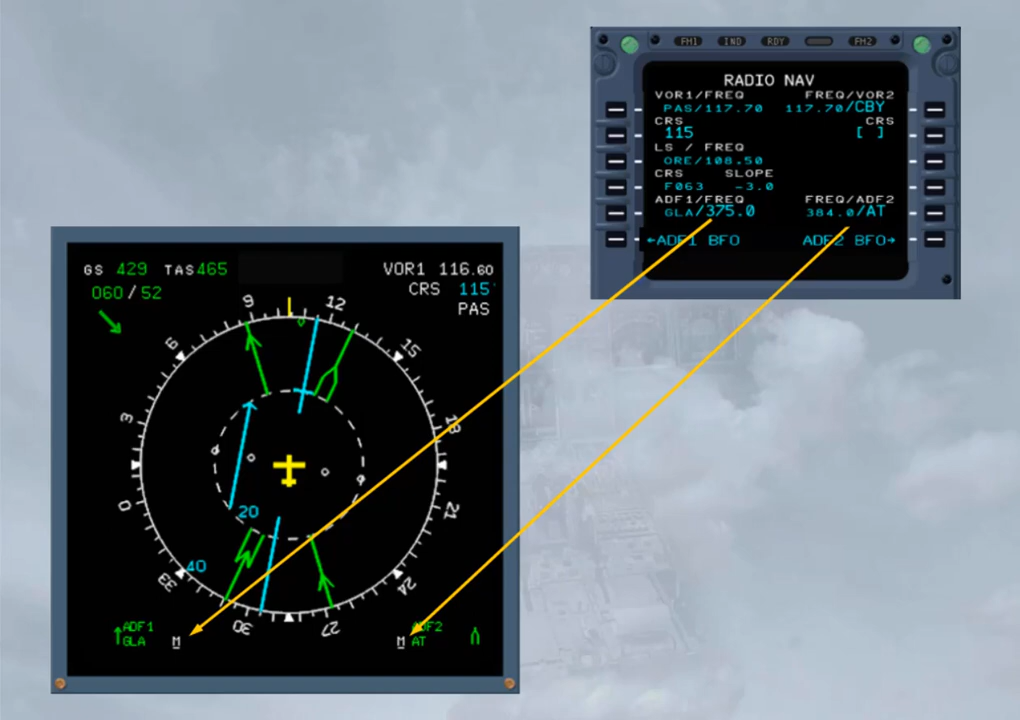 FH1 IND RDY FH2
RADIO NAV
VOR1/FREQ FREQ/VOR2
PAS/117.70 117.70/CBY
CRS CRS
115 [ ]
LS / FREQ
ORE/108.50
CRS SLOPE
F063 -3.0
ADF1/FREQ FREQ/ADF2
GLA/375.0 384.0/AT
←ADF1 BFO ADF2 BFO→
GS 429 TAS465 VOR1 116.60
060/52 CRS 115°
PAS
9 12
6 15
3 18
0 21
20
40
33 24
30 27
ADF1 ADF2
GLA M M AT